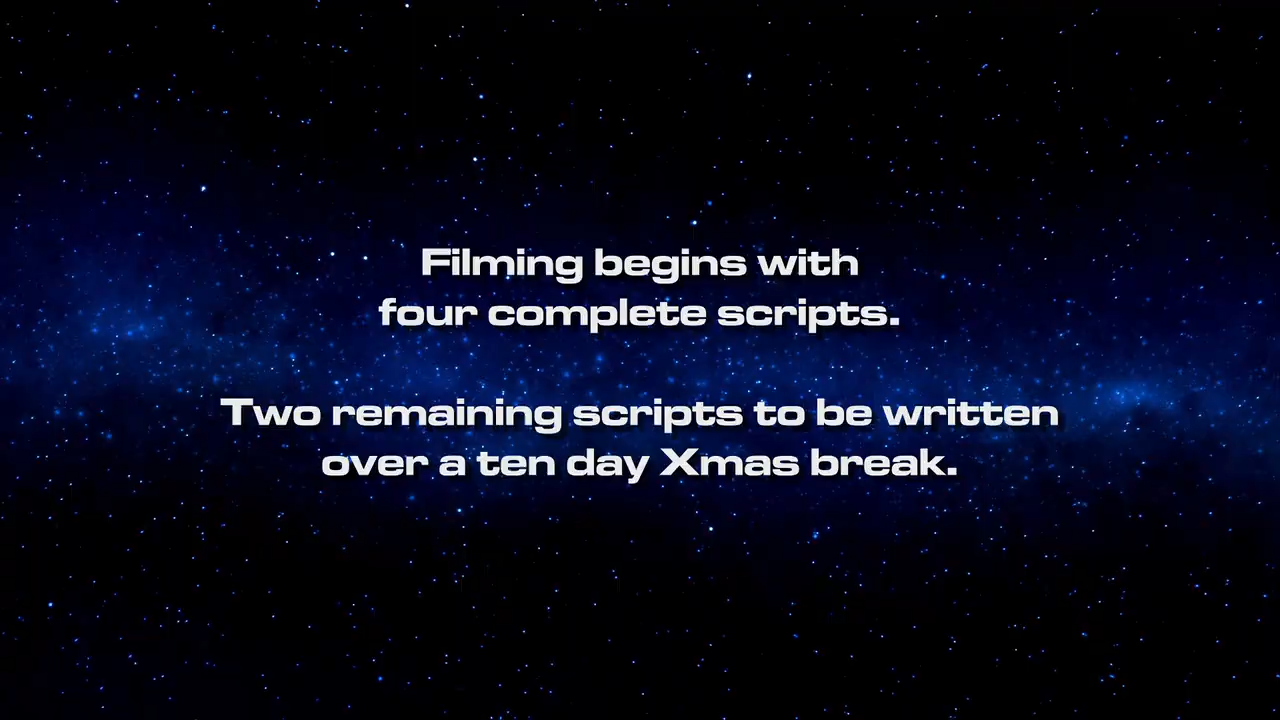 Filming begins with
four complete scripts.
Two remaining scripts to be written
over a ten day Xmas break.